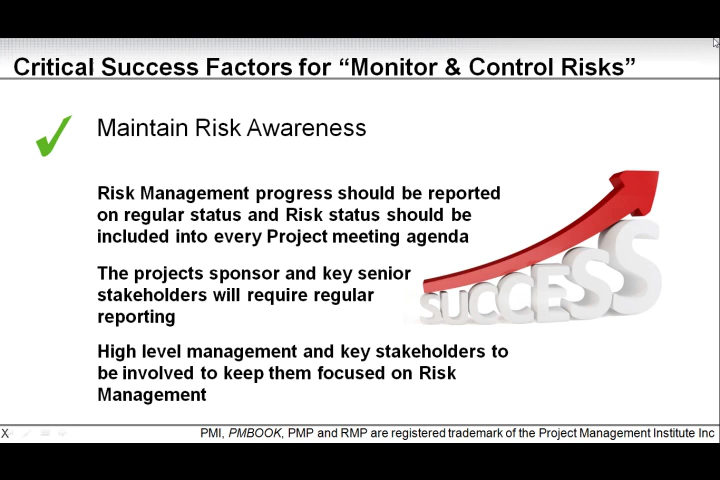 Critical Success Factors for “Monitor & Control Risks”
Maintain Risk Awareness
Risk Management progress should be reported
on regular status and Risk status should be
included into every Project meeting agenda
The projects sponsor and key senior
stakeholders will require regular
reporting
High level management and key stakeholders to
be involved to keep them focused on Risk
Management
SUCCESS
X
PMI, PMBOOK, PMP and RMP are registered trademark of the Project Management Institute Inc